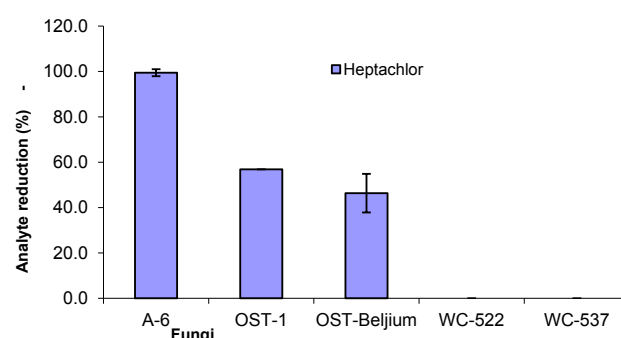 120.0
100.0
80.0
60.0
40.0
20.0
0.0
Analyte reduction (%) -
Heptachlor
A-6 OST-1 OST-Beljium WC-522 WC-537
Fungi